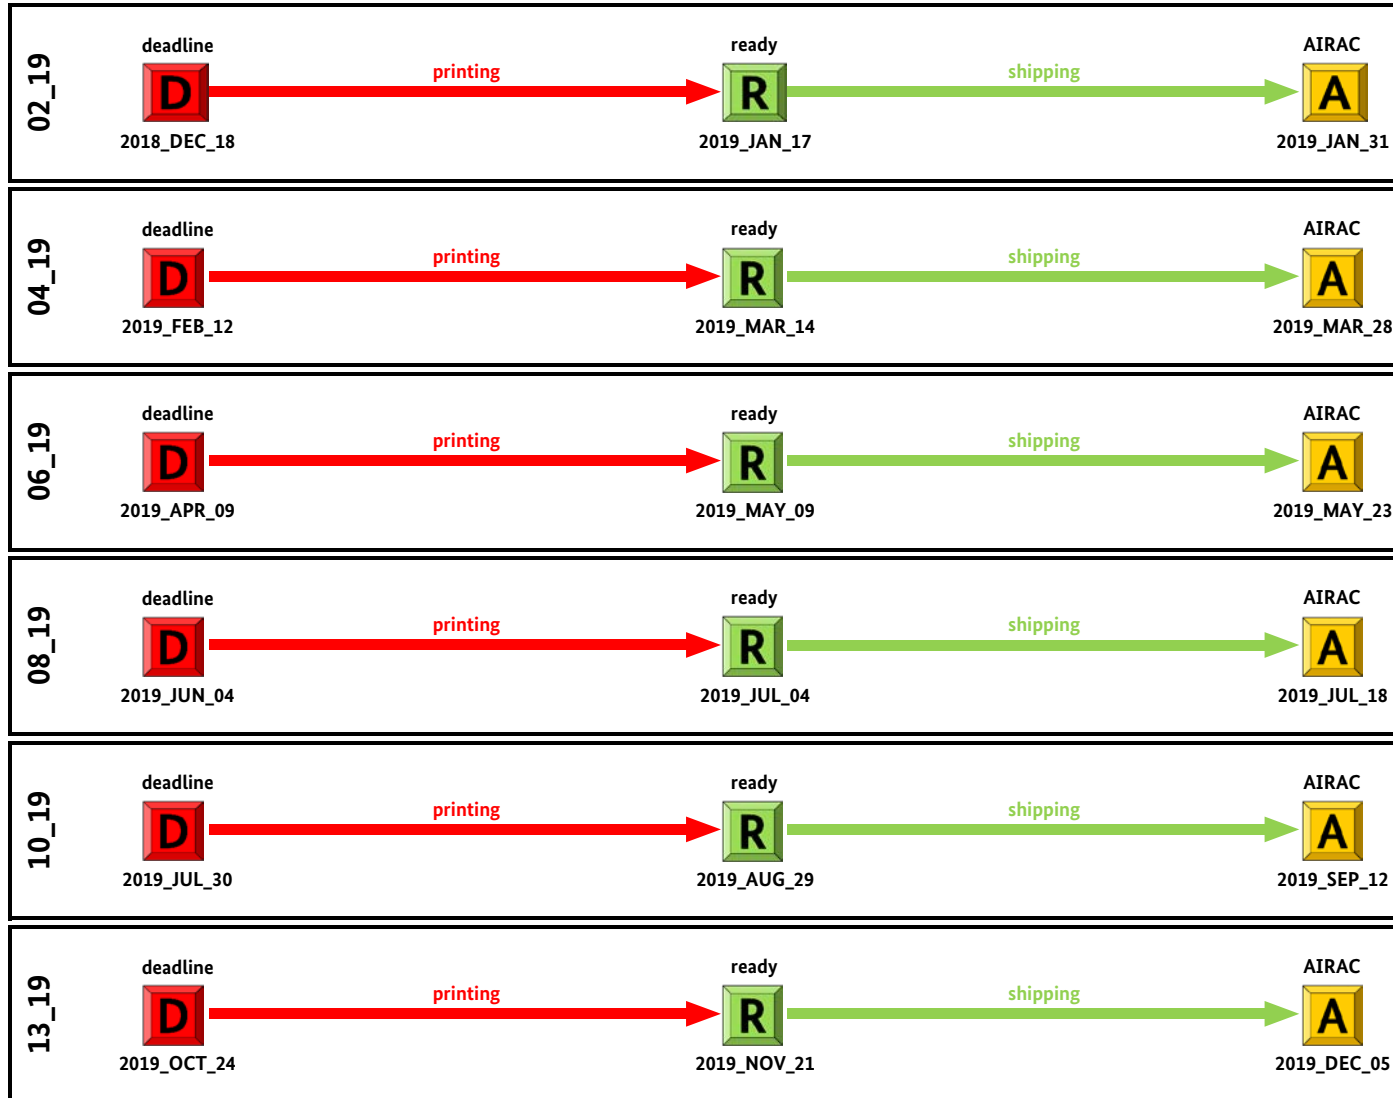 02_19
deadline ready AIRAC
printing shipping
D R A
2018_DEC_18 2019_JAN_17 2019_JAN_31
04_19
deadline ready AIRAC
printing shipping
D R A
2019_FEB_12 2019_MAR_14 2019_MAR_28
06_19
deadline ready AIRAC
printing shipping
D R A
2019_APR_09 2019_MAY_09 2019_MAY_23
08_19
deadline ready AIRAC
printing shipping
D R A
2019_JUN_04 2019_JUL_04 2019_JUL_18
10_19
deadline ready AIRAC
printing shipping
D R A
2019_JUL_30 2019_AUG_29 2019_SEP_12
13_19
deadline ready AIRAC
printing shipping
D R A
2019_OCT_24 2019_NOV_21 2019_DEC_05